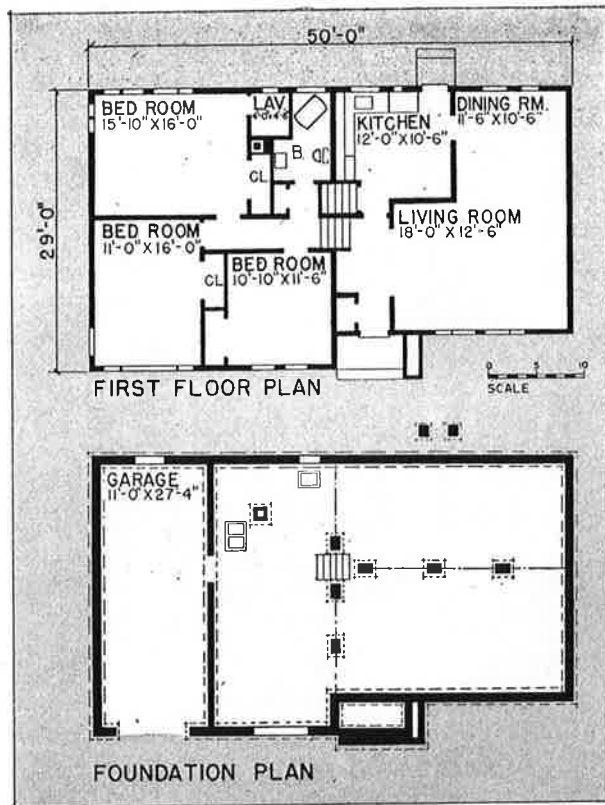 50'-0"
BED ROOM
15'-10" X 16'-0"
LAV.
KITCHEN
12'-0" X 10'-6"
DINING RM.
11'-6" X 10'-6"
B.
CL.
29'-0"
BED ROOM
11'-0" X 16'-0"
LIVING ROOM
18'-0" X 12'-6"
CL.
BED ROOM
10'-10" X 11'-6"
FIRST FLOOR PLAN
0 5 10
SCALE
GARAGE
11'-0" X 27'-4"
FOUNDATION PLAN